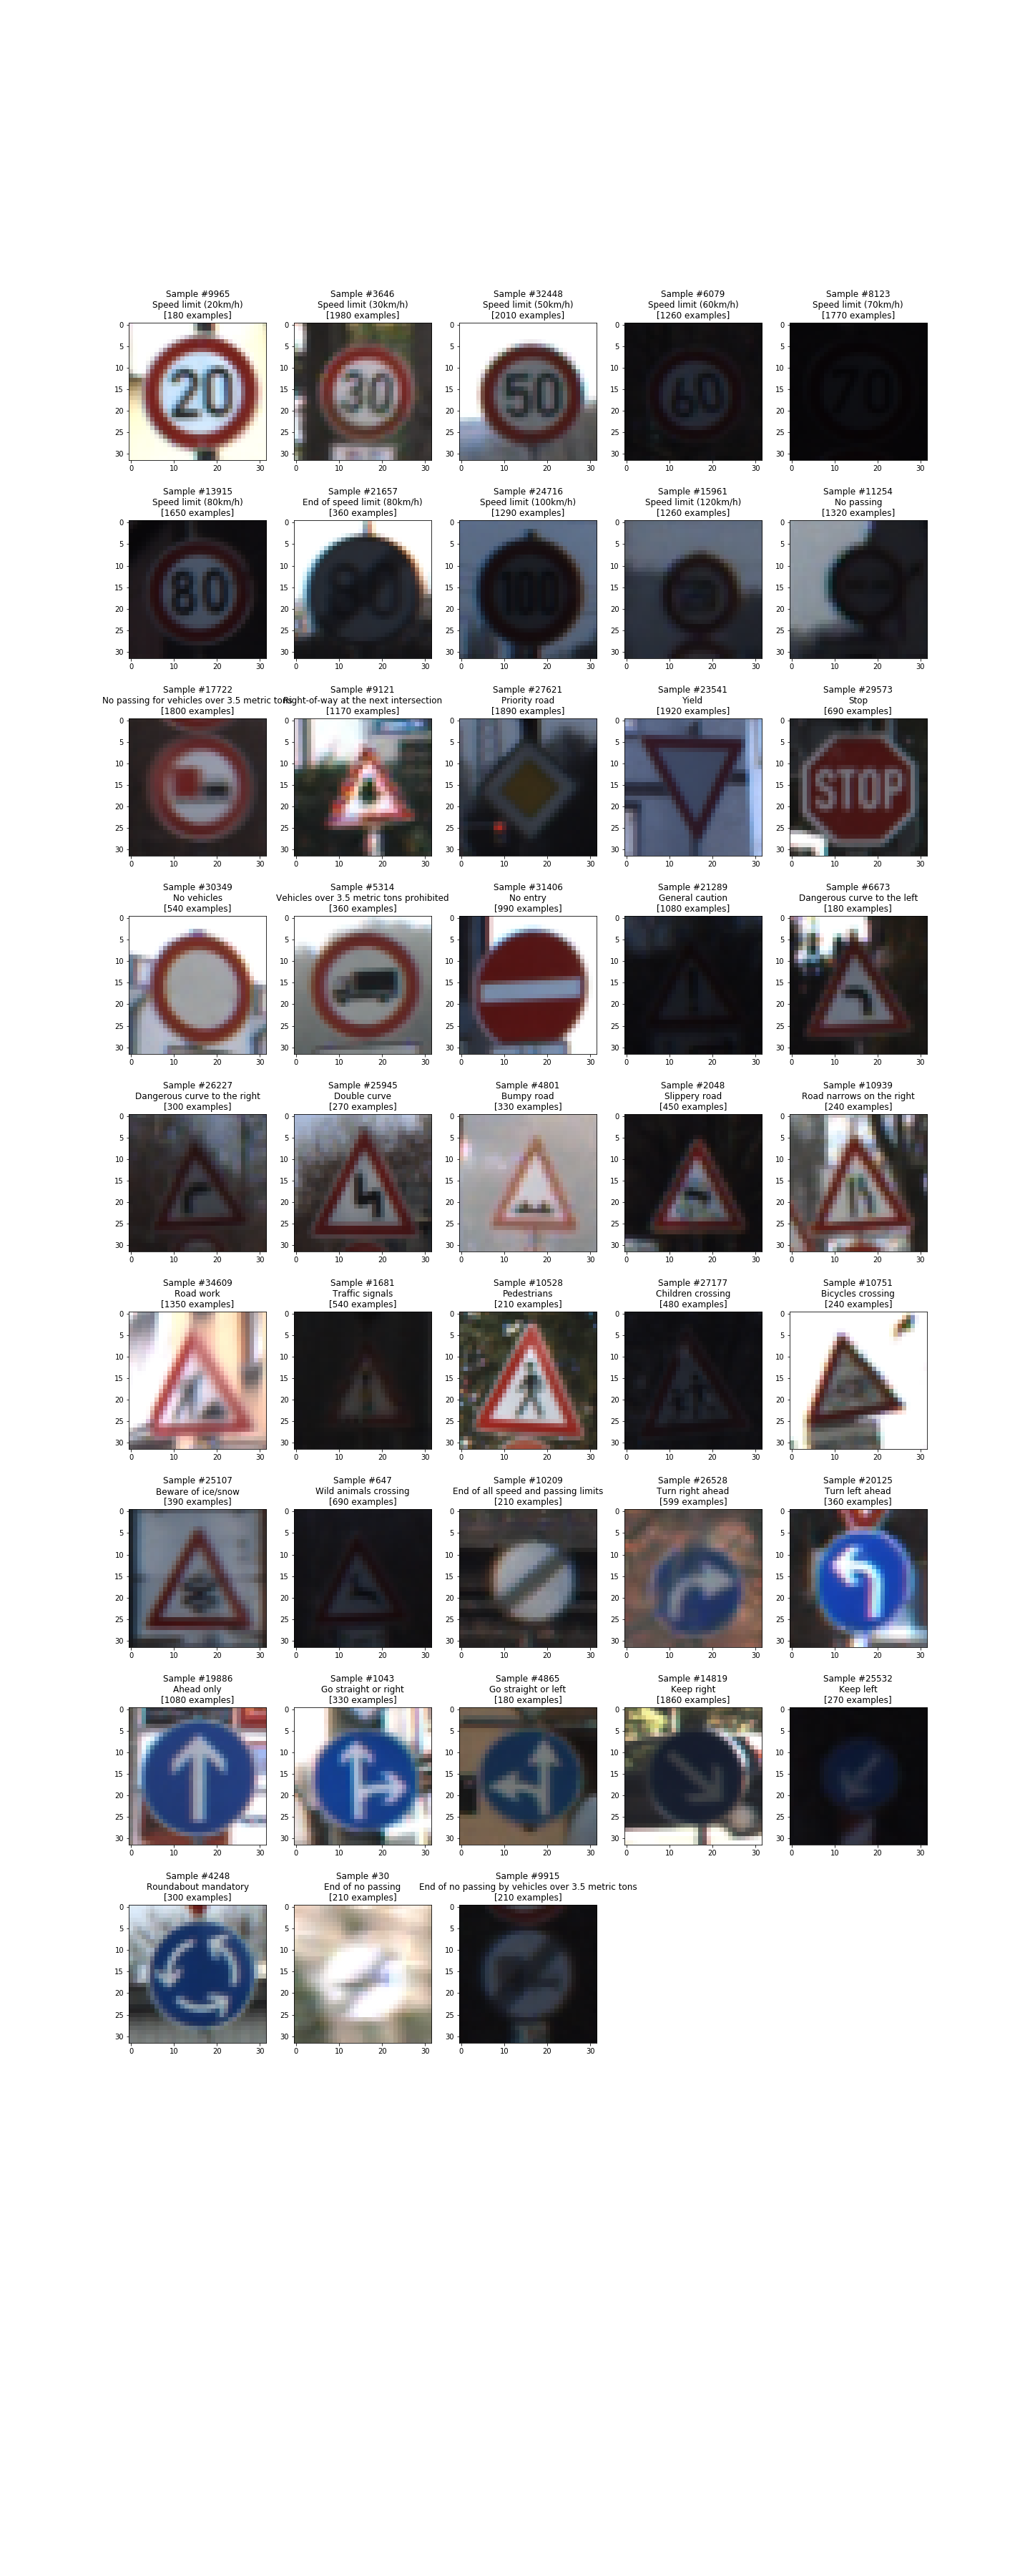 Sample #9965
Speed limit (20km/h)
[180 examples]
Sample #3646
Speed limit (30km/h)
[1980 examples]
Sample #32448
Speed limit (50km/h)
[2010 examples]
Sample #6079
Speed limit (60km/h)
[1260 examples]
Sample #8123
Speed limit (70km/h)
[1770 examples]
0
5
10
15
20
25
30
0 10 20 30
20
0
5
10
15
20
25
30
0 10 20 30
30
0
5
10
15
20
25
30
0 10 20 30
50
0
5
10
15
20
25
30
0 10 20 30
60
0
5
10
15
20
25
30
0 10 20 30
70
Sample #13915
Speed limit (80km/h)
[1650 examples]
Sample #21657
End of speed limit (80km/h)
[360 examples]
Sample #24716
Speed limit (100km/h)
[1290 examples]
Sample #15961
Speed limit (120km/h)
[1260 examples]
Sample #11254
No passing
[1320 examples]
0
5
10
15
20
25
30
0 10 20 30
80
0
5
10
15
20
25
30
0 10 20 30
0
5
10
15
20
25
30
0 10 20 30
100
0
5
10
15
20
25
30
0 10 20 30
0
5
10
15
20
25
30
0 10 20 30
Sample #17722
No passing for vehicles over 3.5 metric tons
[1800 examples]
Sample #9121
Right-of-way at the next intersection
[1170 examples]
Sample #27621
Priority road
[1890 examples]
Sample #23541
Yield
[1920 examples]
Sample #29573
Stop
[690 examples]
0
5
10
15
20
25
30
0 10 20 30
0
5
10
15
20
25
30
0 10 20 30
0
5
10
15
20
25
30
0 10 20 30
0
5
10
15
20
25
30
0 10 20 30
0
5
10
15
20
25
30
0 10 20 30
STOP
Sample #30349
No vehicles
[540 examples]
Sample #5314
Vehicles over 3.5 metric tons prohibited
[360 examples]
Sample #31406
No entry
[990 examples]
Sample #21289
General caution
[1080 examples]
Sample #6673
Dangerous curve to the left
[180 examples]
0
5
10
15
20
25
30
0 10 20 30
0
5
10
15
20
25
30
0 10 20 30
0
5
10
15
20
25
30
0 10 20 30
0
5
10
15
20
25
30
0 10 20 30
0
5
10
15
20
25
30
0 10 20 30
Sample #26227
Dangerous curve to the right
[300 examples]
Sample #25945
Double curve
[270 examples]
Sample #4801
Bumpy road
[330 examples]
Sample #2048
Slippery road
[450 examples]
Sample #10939
Road narrows on the right
[240 examples]
0
5
10
15
20
25
30
0 10 20 30
0
5
10
15
20
25
30
0 10 20 30
0
5
10
15
20
25
30
0 10 20 30
0
5
10
15
20
25
30
0 10 20 30
0
5
10
15
20
25
30
0 10 20 30
Sample #34609
Road work
[1350 examples]
Sample #1681
Traffic signals
[540 examples]
Sample #10528
Pedestrians
[210 examples]
Sample #27177
Children crossing
[480 examples]
Sample #10751
Bicycles crossing
[240 examples]
0
5
10
15
20
25
30
0 10 20 30
0
5
10
15
20
25
30
0 10 20 30
0
5
10
15
20
25
30
0 10 20 30
0
5
10
15
20
25
30
0 10 20 30
0
5
10
15
20
25
30
0 10 20 30
Sample #25107
Beware of ice/snow
[390 examples]
Sample #647
Wild animals crossing
[690 examples]
Sample #10209
End of all speed and passing limits
[210 examples]
Sample #26528
Turn right ahead
[599 examples]
Sample #20125
Turn left ahead
[360 examples]
0
5
10
15
20
25
30
0 10 20 30
0
5
10
15
20
25
30
0 10 20 30
0
5
10
15
20
25
30
0 10 20 30
0
5
10
15
20
25
30
0 10 20 30
0
5
10
15
20
25
30
0 10 20 30
Sample #19886
Ahead only
[1080 examples]
Sample #1043
Go straight or right
[330 examples]
Sample #4865
Go straight or left
[180 examples]
Sample #14819
Keep right
[1860 examples]
Sample #25532
Keep left
[270 examples]
0
5
10
15
20
25
30
0 10 20 30
0
5
10
15
20
25
30
0 10 20 30
0
5
10
15
20
25
30
0 10 20 30
0
5
10
15
20
25
30
0 10 20 30
0
5
10
15
20
25
30
0 10 20 30
Sample #4248
Roundabout mandatory
[300 examples]
Sample #30
End of no passing
[210 examples]
Sample #9915
End of no passing by vehicles over 3.5 metric tons
[210 examples]
0
5
10
15
20
25
30
0 10 20 30
0
5
10
15
20
25
30
0 10 20 30
0
5
10
15
20
25
30
0 10 20 30